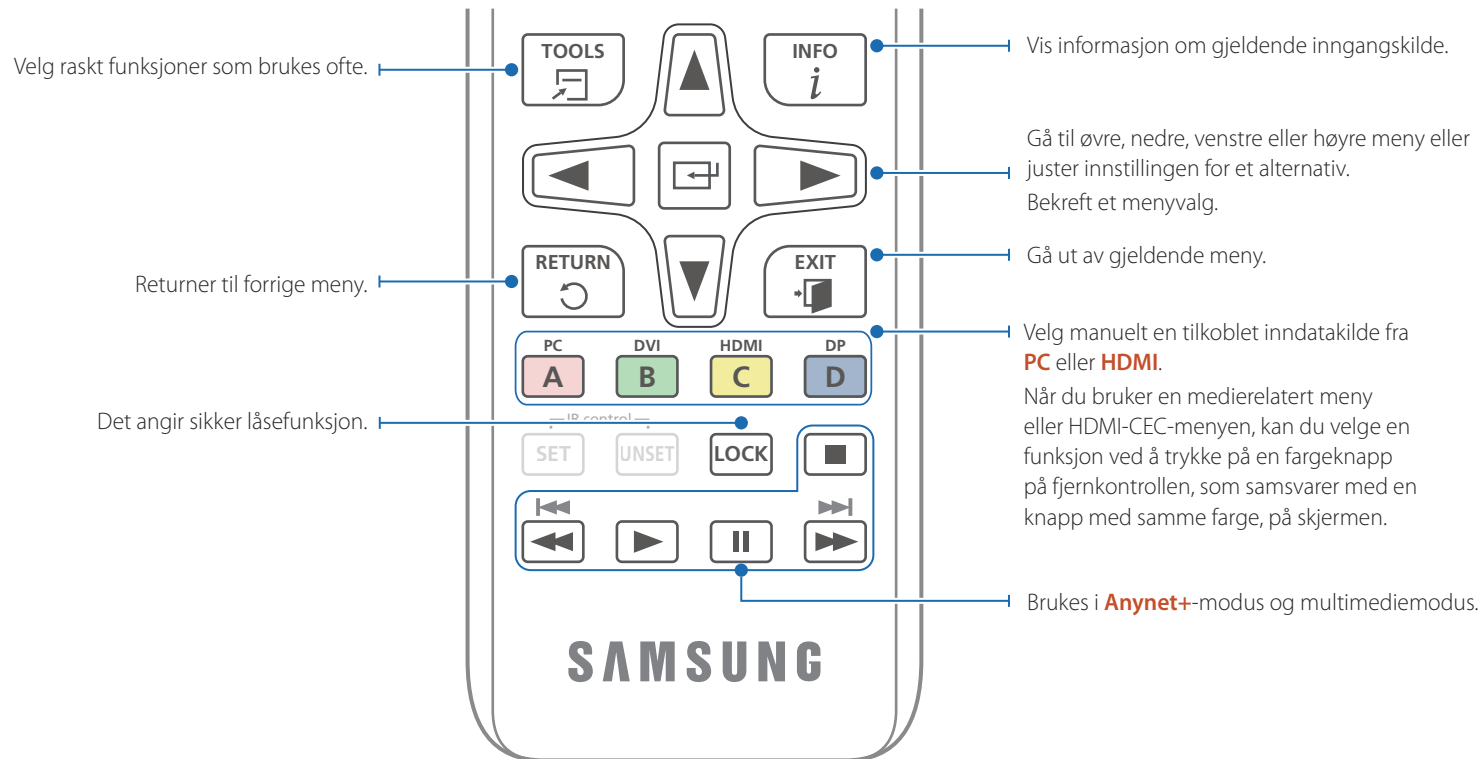 TOOLS
INFO
i
Velg raskt funksjoner som brukes ofte.
Vis informasjon om gjeldende inngangskilde.
Gå til øvre, nedre, venstre eller høyre meny eller
juster innstillingen for et alternativ.
Bekreft et menyvalg.
RETURN
EXIT
Returner til forrige meny.
Gå ut av gjeldende meny.
PC DVI HDMI DP
A B C D
Velg manuelt en tilkoblet inndatakilde fra
PC eller HDMI.
Når du bruker en medierelatert meny
eller HDMI-CEC-menyen, kan du velge en
funksjon ved å trykke på en fargeknapp
på fjernkontrollen, som samsvarer med en
knapp med samme farge, på skjermen.
Det angir sikker låsefunksjon.
IR control
SET UNSET LOCK
Brukes i Anynet+-modus og multimediemodus.
SAMSUNG